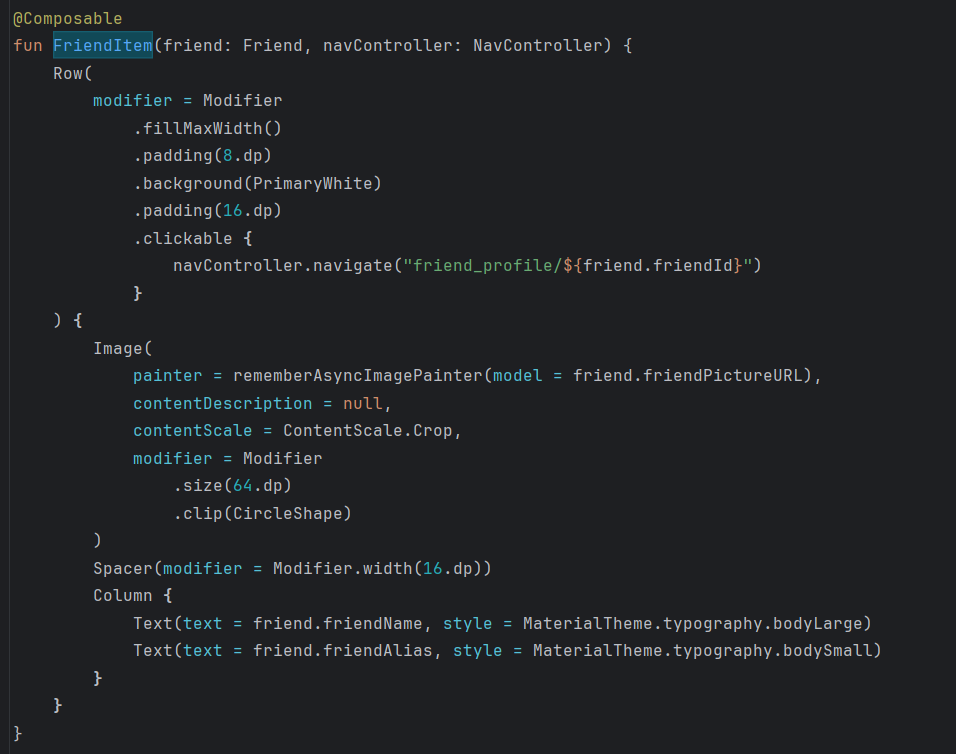 @Composable
fun FriendItem(friend: Friend, navController: NavController) {
    Row(
        modifier = Modifier
            .fillMaxWidth()
            .padding(8.dp)
            .background(PrimaryWhite)
            .padding(16.dp)
            .clickable {
                navController.navigate("friend_profile/${friend.friendId}")
            }
    ) {
        Image(
            painter = rememberAsyncImagePainter(model = friend.friendPictureURL),
            contentDescription = null,
            contentScale = ContentScale.Crop,
            modifier = Modifier
                .size(64.dp)
                .clip(CircleShape)
        )
        Spacer(modifier = Modifier.width(16.dp))
        Column {
            Text(text = friend.friendName, style = MaterialTheme.typography.bodyLarge)
            Text(text = friend.friendAlias, style = MaterialTheme.typography.bodySmall)
        }
    }
}